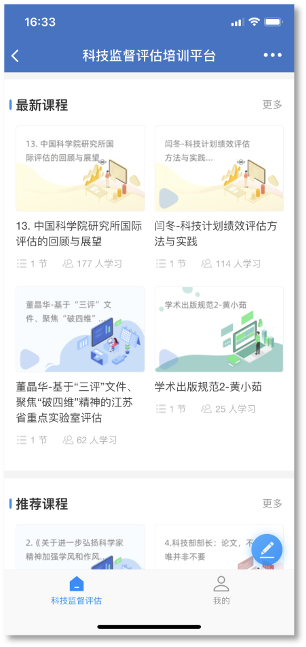 16:33
科技监督评估培训平台
最新课程
更多
13. 中国科学院研究所国
际评估的回顾与展望
闫冬-科技计划绩效评估
方法与实践...
13. 中国科学院研究所国际
评估的回顾与展望
闫冬-科技计划绩效评估方
法与实践
1 节
177 人学习
1 节
114 人学习
董晶华-基于“三评”文
件、聚焦“破四维”...
学术出版规范2-黄小茹
董晶华-基于“三评”文件、
聚焦“破四维”精神的江苏
省重点实验室评估
学术出版规范2-黄小茹
1 节
25 人学习
1 节
62 人学习
推荐课程
更多
2.《关于进一步弘扬科学家
精神加强学风和作风...
4.科技部部长：论文，不
唯并非不要
科技监督评估
我的